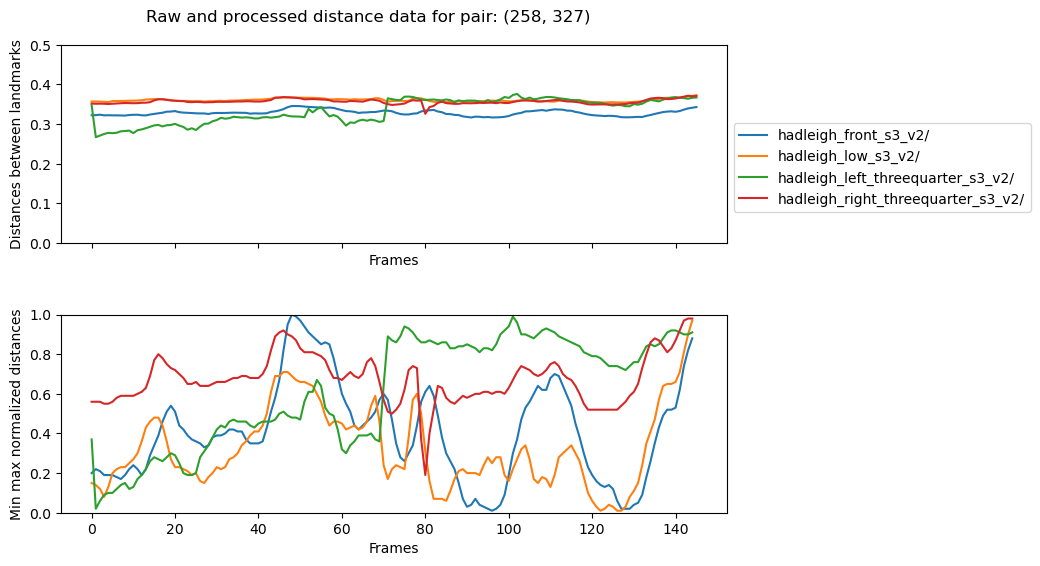 Raw and processed distance data for pair: (258, 327)
Distances between landmarks
0.5
0.4
0.3
0.2
0.1
0.0
Frames
hadleigh_front_s3_v2/
hadleigh_low_s3_v2/
hadleigh_left_threequarter_s3_v2/
hadleigh_right_threequarter_s3_v2/
Min max normalized distances
1.0
0.8
0.6
0.4
0.2
0.0
0 20 40 60 80 100 120 140
Frames